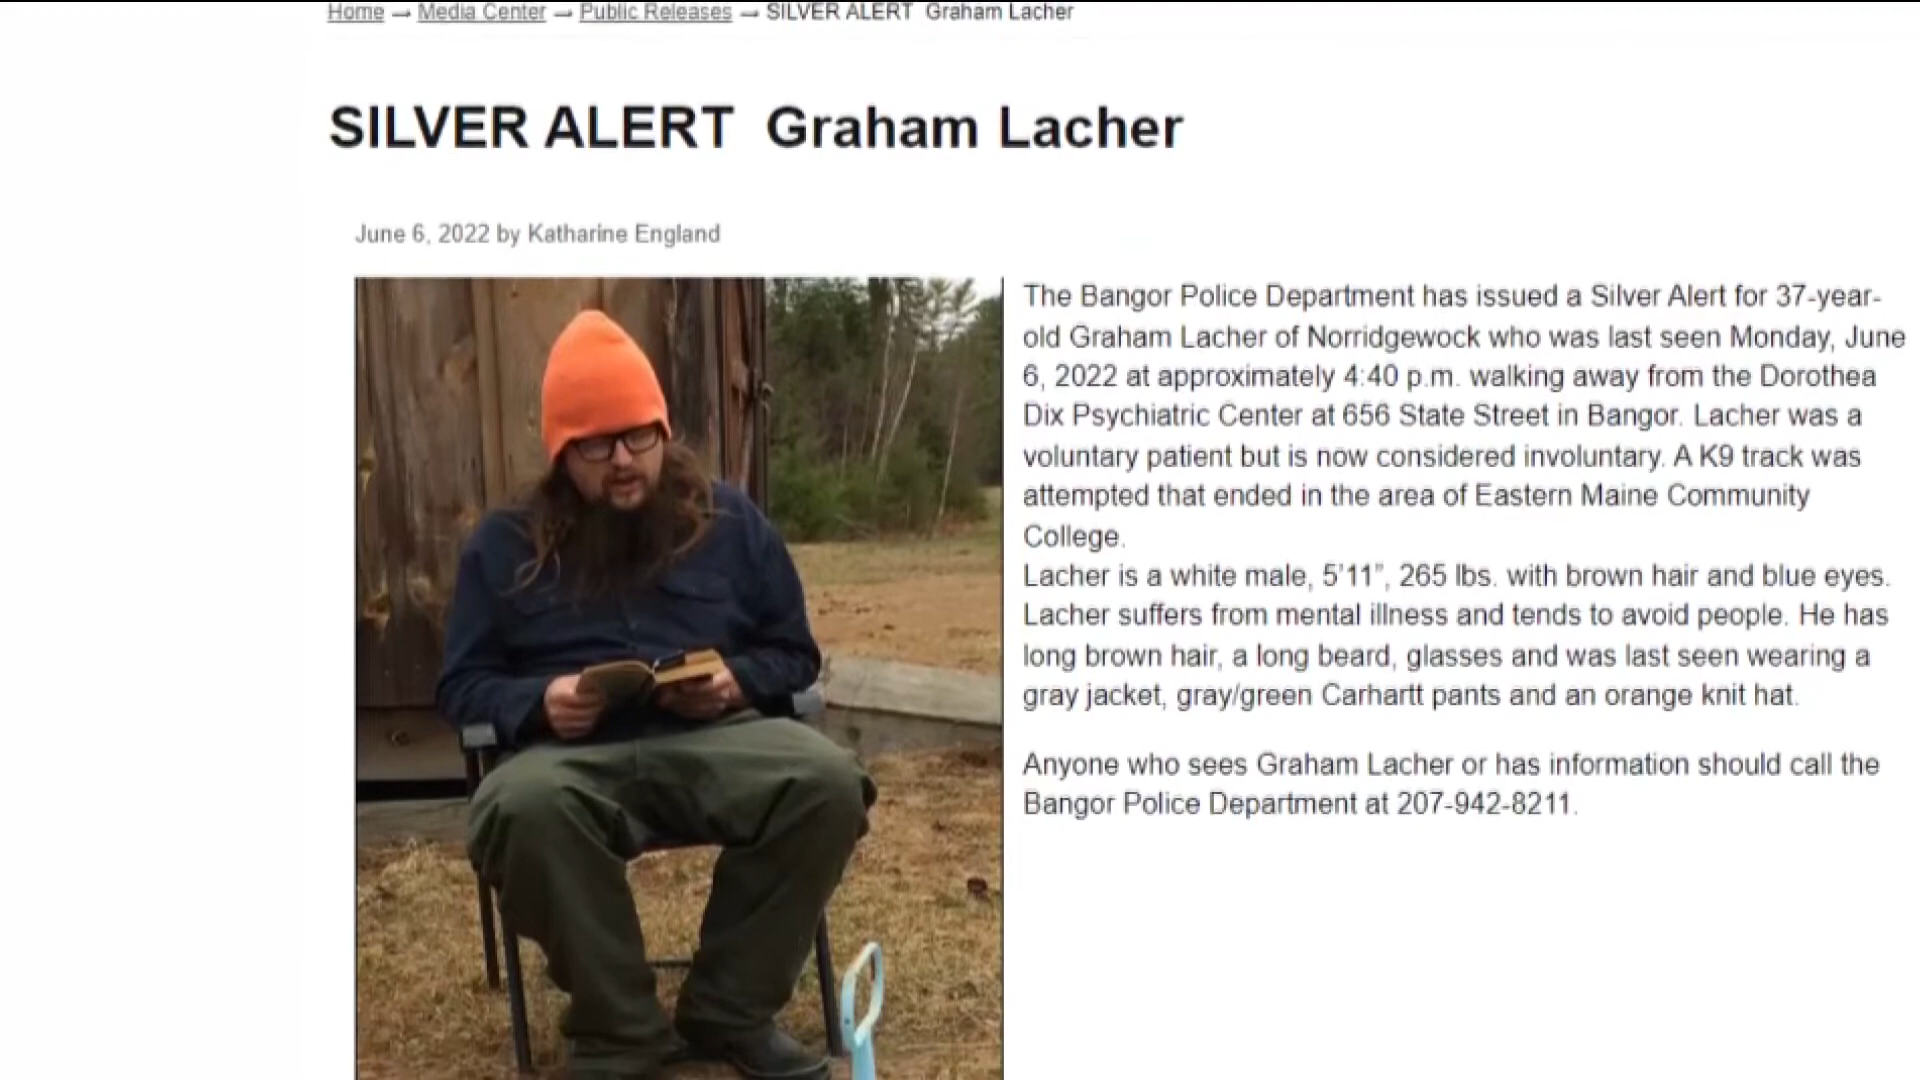 Home → Media Center → Public Releases → SILVER ALERT Graham Lacher
SILVER ALERT Graham Lacher
June 6, 2022 by Katharine England
The Bangor Police Department has issued a Silver Alert for 37-year-
old Graham Lacher of Norridgewock who was last seen Monday, June
6, 2022 at approximately 4:40 p.m. walking away from the Dorothea
Dix Psychiatric Center at 656 State Street in Bangor. Lacher was a
voluntary patient but is now considered involuntary. A K9 track was
attempted that ended in the area of Eastern Maine Community
College.
Lacher is a white male, 5’11”, 265 lbs. with brown hair and blue eyes.
Lacher suffers from mental illness and tends to avoid people. He has
long brown hair, a long beard, glasses and was last seen wearing a
gray jacket, gray/green Carhartt pants and an orange knit hat.
Anyone who sees Graham Lacher or has information should call the
Bangor Police Department at 207-942-8211.